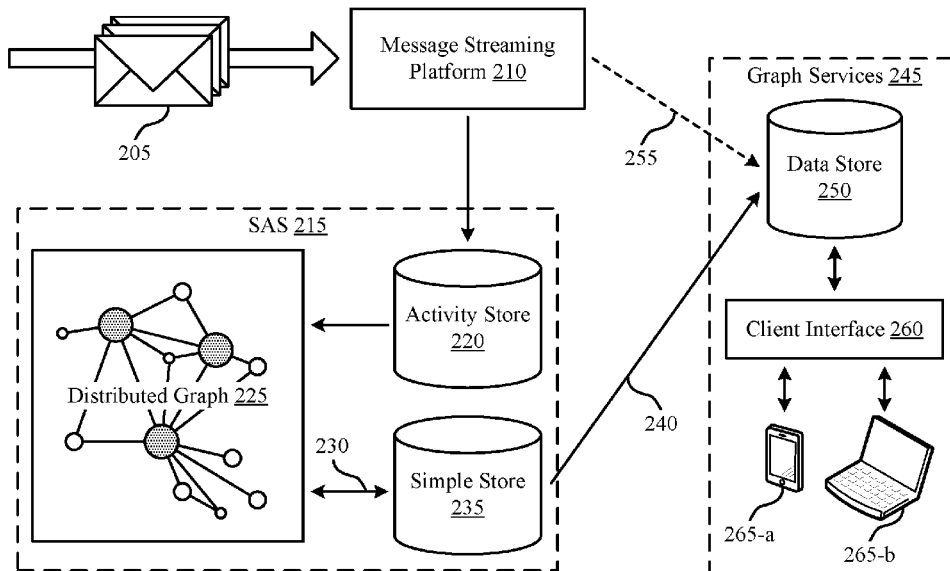 Message Streaming
Platform 210
205
Graph Services 245
255
Data Store
250
SAS 215
Activity Store
220
Client Interface 260
Distributed Graph 225
230
240
Simple Store
235
265-a
265-b